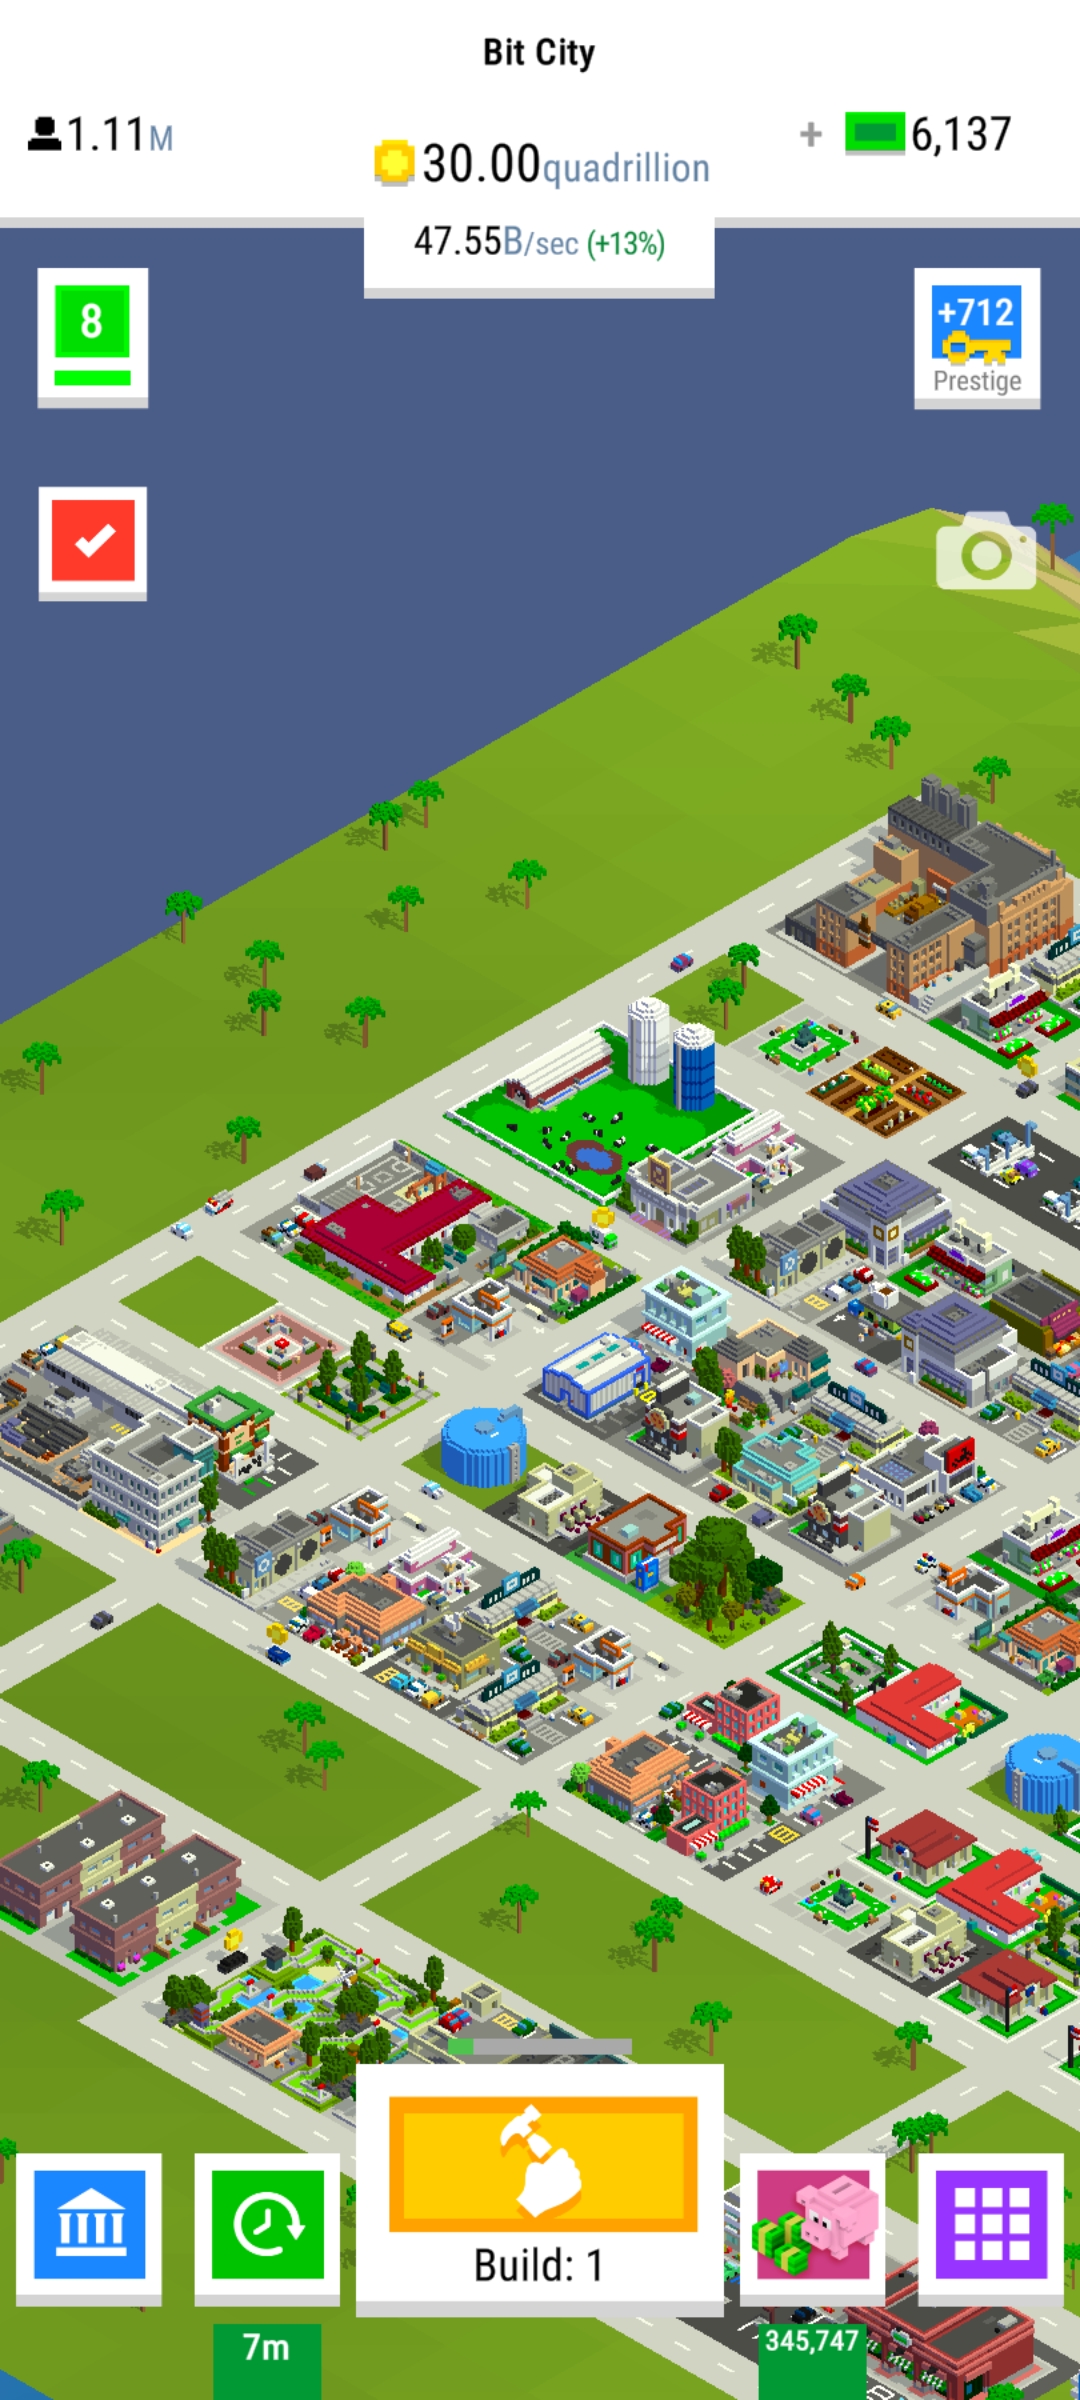 Bit City
1.11M
30.00quadrillion
+ 6,137
47.55B/sec (+13%)
8
+712
Prestige
Build: 1
7m
345,747